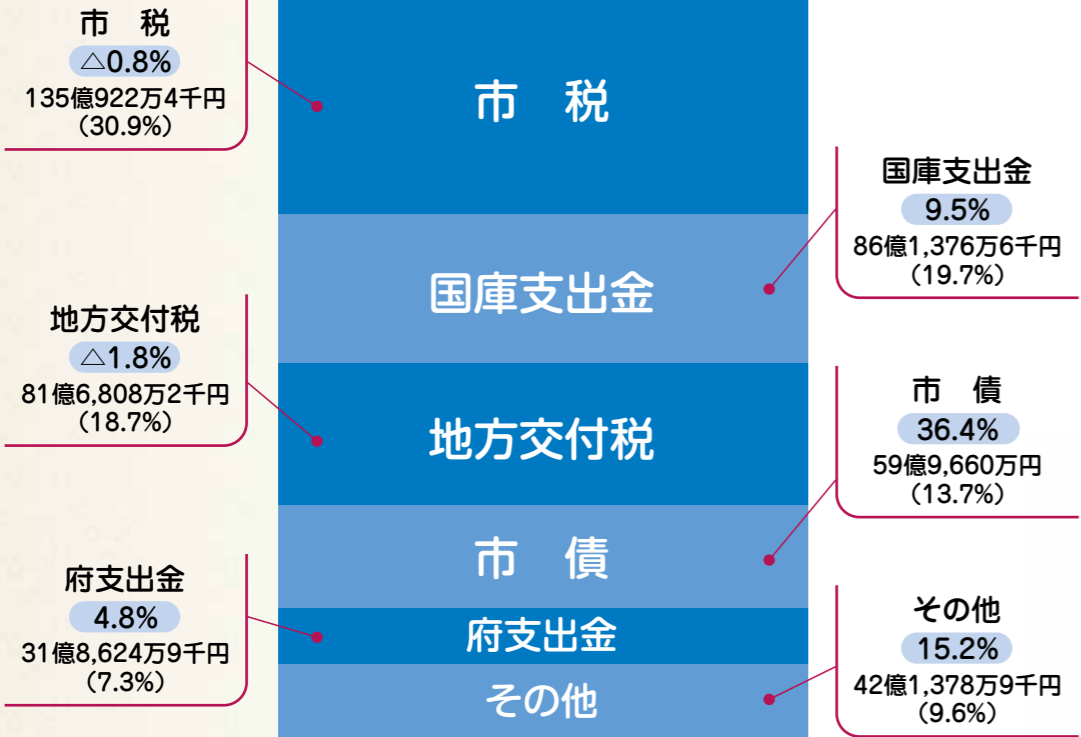 市　税
△0.8%
135億922万4千円
（30.9%）
地方交付税
△1.8%
81億6,808万2千円
（18.7%）
府支出金
4.8%
31億8,624万9千円
（7.3%）
市　税
国庫支出金
地方交付税
市　債
府支出金
その他
国庫支出金
9.5%
86億1,376万6千円
（19.7%）
市　債
36.4%
59億9,660万円
（13.7%）
その他
15.2%
42億1,378万9千円
（9.6%）